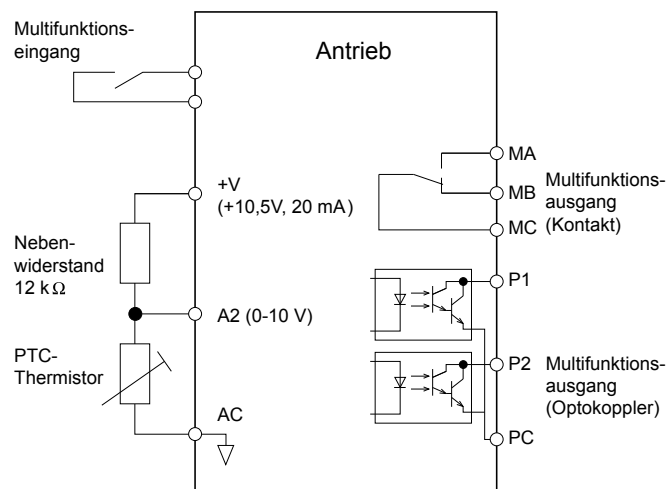 Multifunktions-
eingang
Antrieb
MA
+V
(+10,5V, 20 mA)
MB
Multifunktions-
ausgang
(Kontakt)
MC
Neben-
widerstand
12 kΩ
P1
A2 (0-10 V)
PTC-
Thermistor
P2
Multifunktions-
ausgang
(Optokoppler)
AC
PC